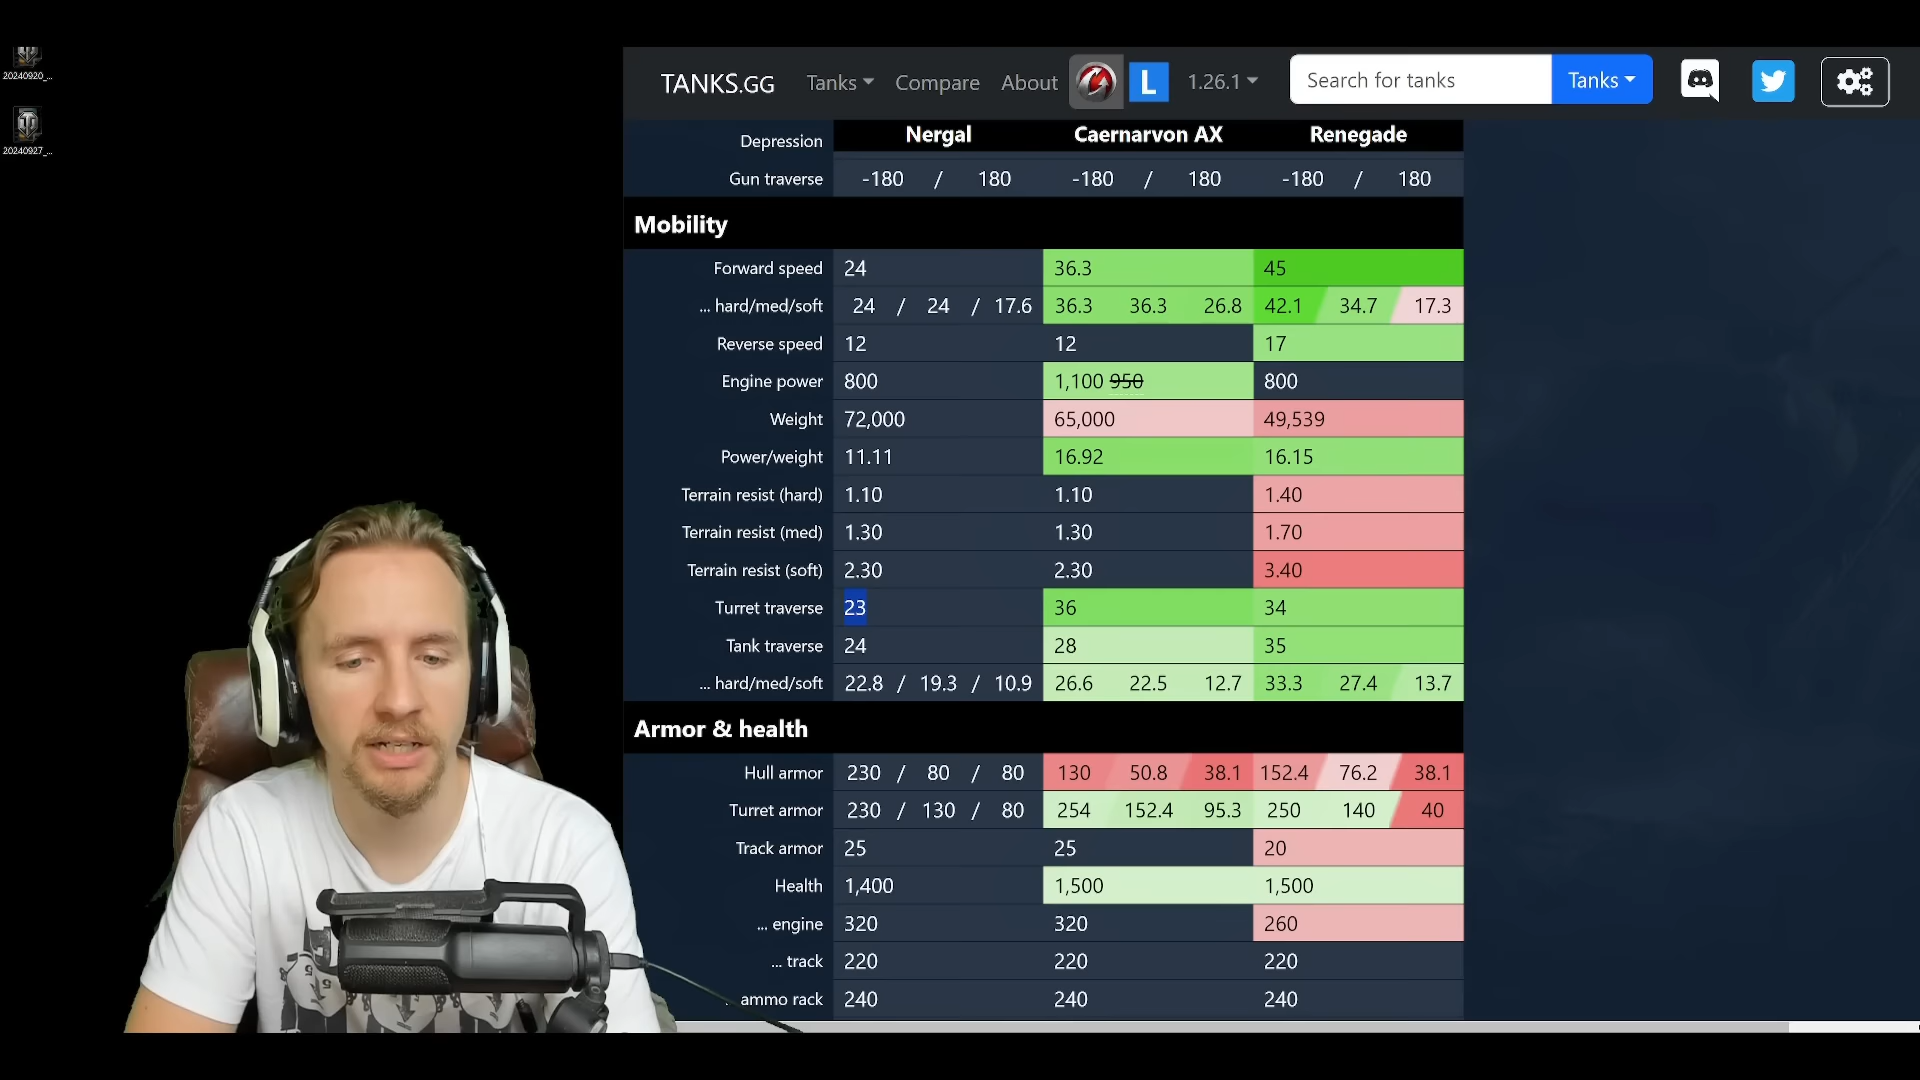 20240920_...
20240927_...
TANKS.GG Tanks Compare About L 1.26.1 Search for tanks Tanks
Nergal Caernarvon AX Renegade
Depression
Gun traverse -180 / 180 -180 / 180 -180 / 180
Mobility
Forward speed 24 36.3 45
... hard/med/soft 24 / 24 / 17.6 36.3 36.3 26.8 42.1 34.7 17.3
Reverse speed 12 12 17
Engine power 800 1,100 950 800
Weight 72,000 65,000 49,539
Power/weight 11.11 16.92 16.15
Terrain resist (hard) 1.10 1.10 1.40
Terrain resist (med) 1.30 1.30 1.70
Terrain resist (soft) 2.30 2.30 3.40
Turret traverse 23 36 34
Tank traverse 24 28 35
... hard/med/soft 22.8 / 19.3 / 10.9 26.6 22.5 12.7 33.3 27.4 13.7
Armor & health
Hull armor 230 / 80 / 80 130 50.8 38.1 152.4 76.2 38.1
Turret armor 230 / 130 / 80 254 152.4 95.3 250 140 40
Track armor 25 25 20
Health 1,400 1,500 1,500
... engine 320 320 260
... track 220 220 220
ammo rack 240 240 240